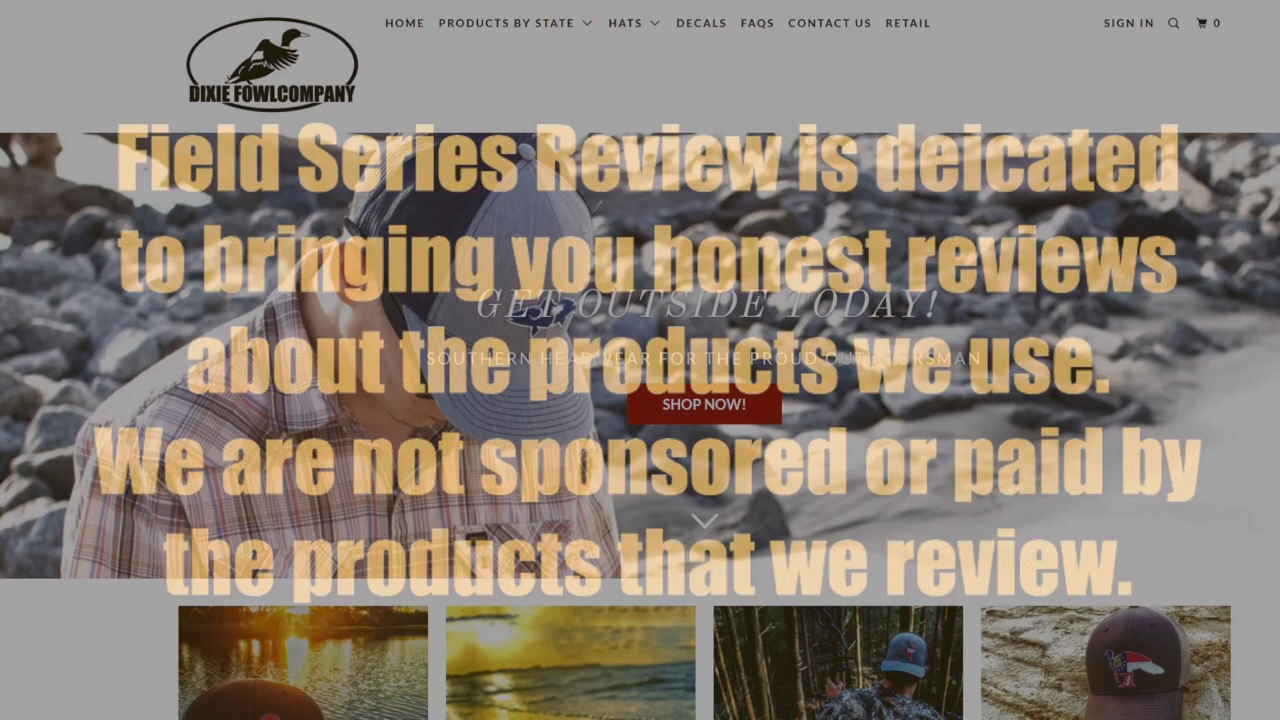 HOME PRODUCTS BY STATE HATS DECALS FAQS CONTACT US RETAIL SIGN IN 0
DIXIE FOWLCOMPANY
Field Series Review is deicated
to bringing you honest reviews
GET OUTSIDE TODAY!
about the products we use.
SOUTHERN HEADWEAR FOR THE PROUD OUTDOORSMAN
SHOP NOW!
We are not sponsored or paid by
the products that we review.